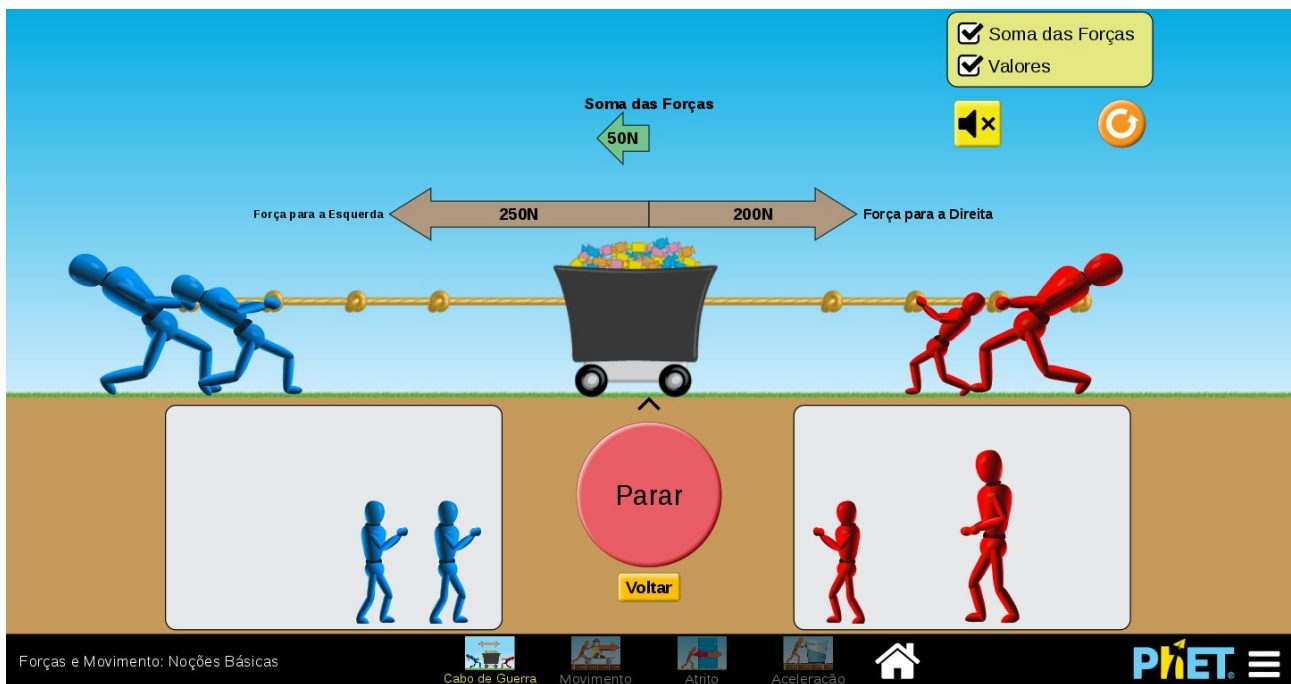 Soma das Forças
Valores
Soma das Forças
50N
Força para a Esquerda
250N
200N
Força para a Direita
Parar
Voltar
Forças e Movimento: Noções Básicas
Cabo de Guerra
Movimento
Atrito
Aceleração
PhET